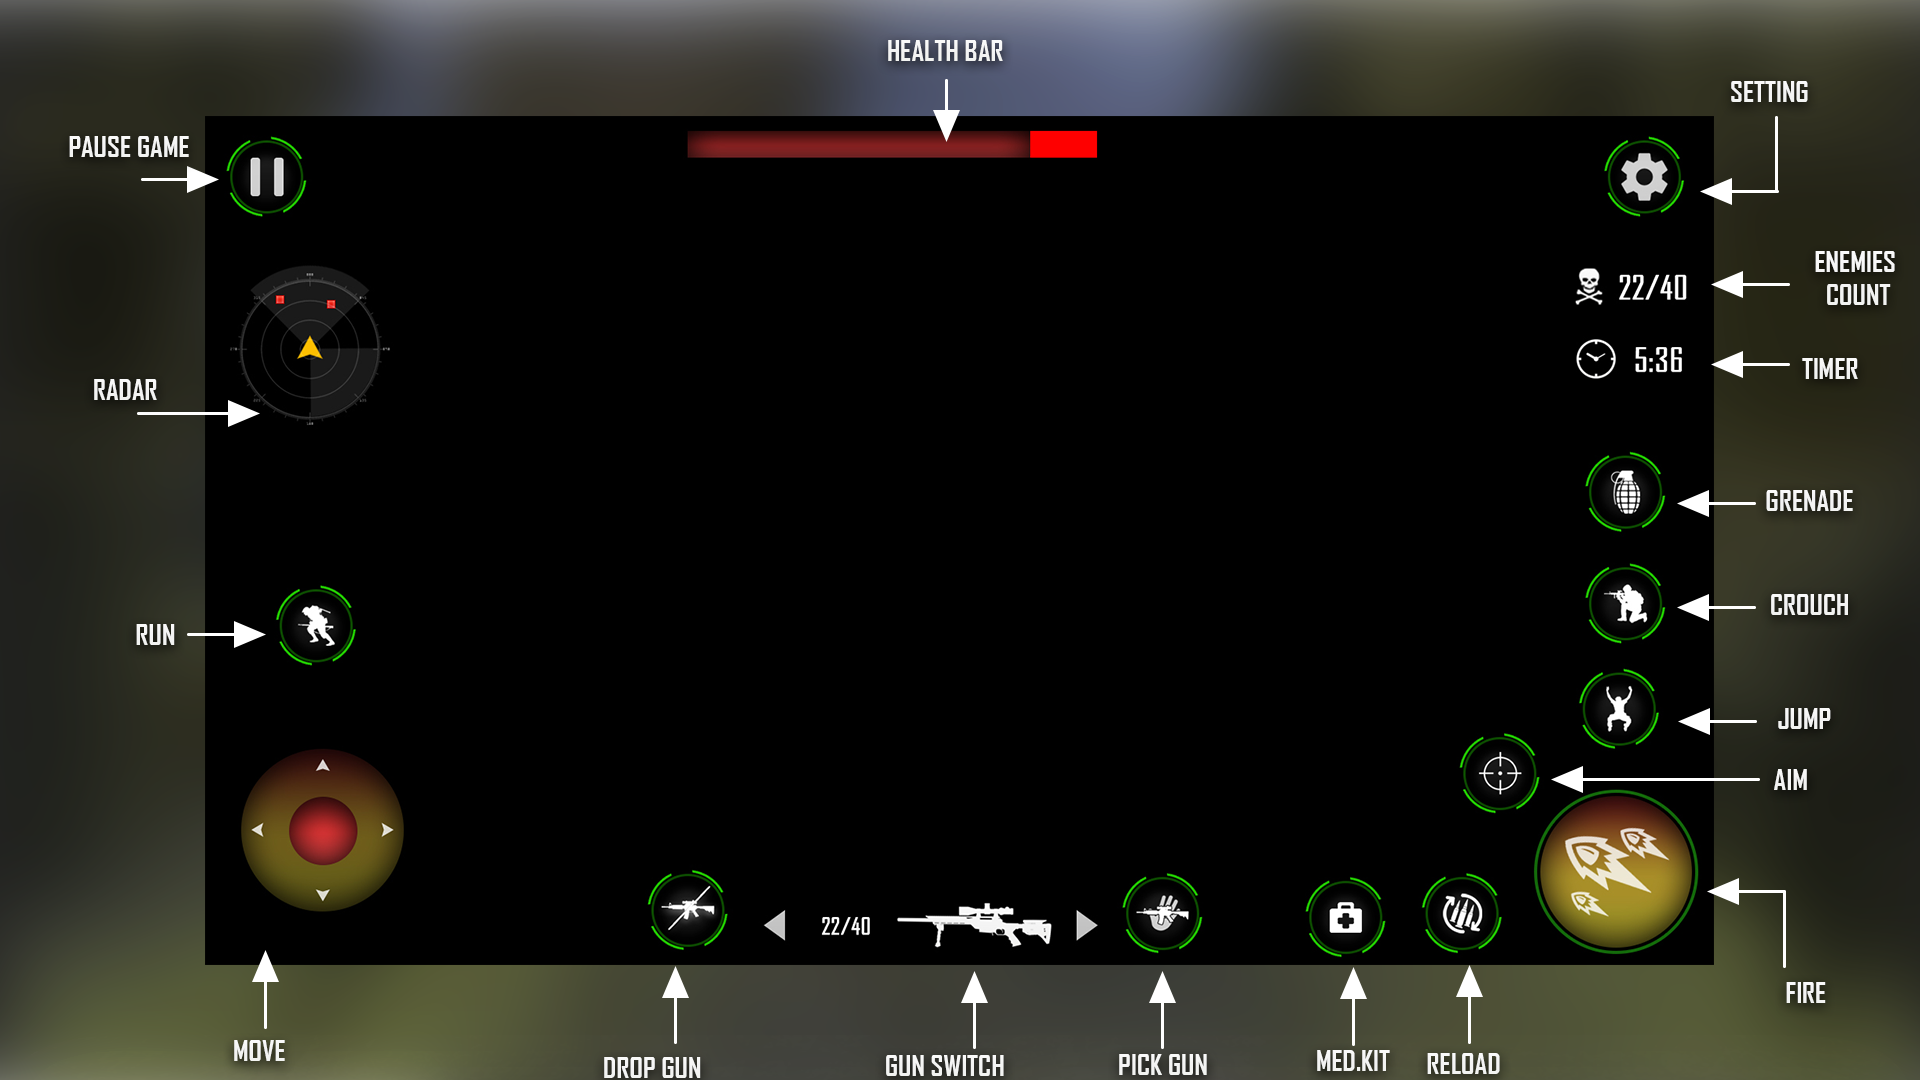 HEALTH BAR
SETTING
PAUSE GAME
ENEMIES
COUNT
22/40
5:36
TIMER
RADAR
GRENADE
CROUCH
RUN
JUMP
AIM
22/40
FIRE
MOVE
DROP GUN
GUN SWITCH
PICK GUN
MED.KIT
RELOAD